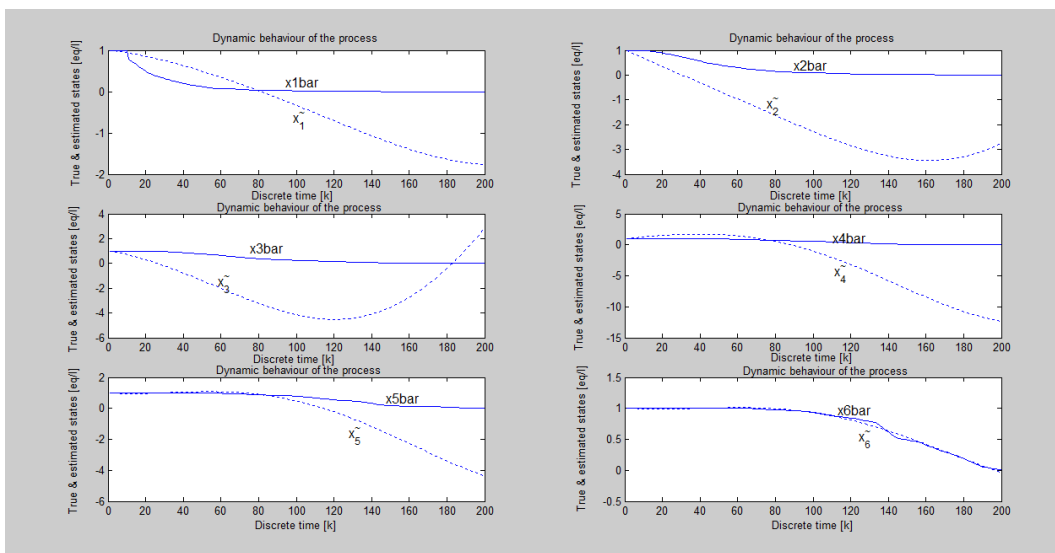 Dynamic behaviour of the process
True & estimated states [eq/l]
1
0
-1
-2
x1bar
x̃1
0 20 40 60 80 100 120 140 160 180 200
Discrete time [k]
Dynamic behaviour of the process
True & estimated states [eq/l]
1
0
-1
-2
-3
-4
x2bar
x̃2
0 20 40 60 80 100 120 140 160 180 200
Discrete time [k]
Dynamic behaviour of the process
True & estimated states [eq/l]
4
2
0
-2
-4
-6
x3bar
x̃3
0 20 40 60 80 100 120 140 160 180 200
Discrete time [k]
Dynamic behaviour of the process
True & estimated states [eq/l]
5
0
-5
-10
-15
x4bar
x̃4
0 20 40 60 80 100 120 140 160 180 200
Discrete time [k]
Dynamic behaviour of the process
True & estimated states [eq/l]
2
0
-2
-4
-6
x5bar
x̃5
0 20 40 60 80 100 120 140 160 180 200
Discrete time [k]
Dynamic behaviour of the process
True & estimated states [eq/l]
1.5
1
0.5
0
-0.5
x6bar
x̃6
0 20 40 60 80 100 120 140 160 180 200
Discrete time [k]